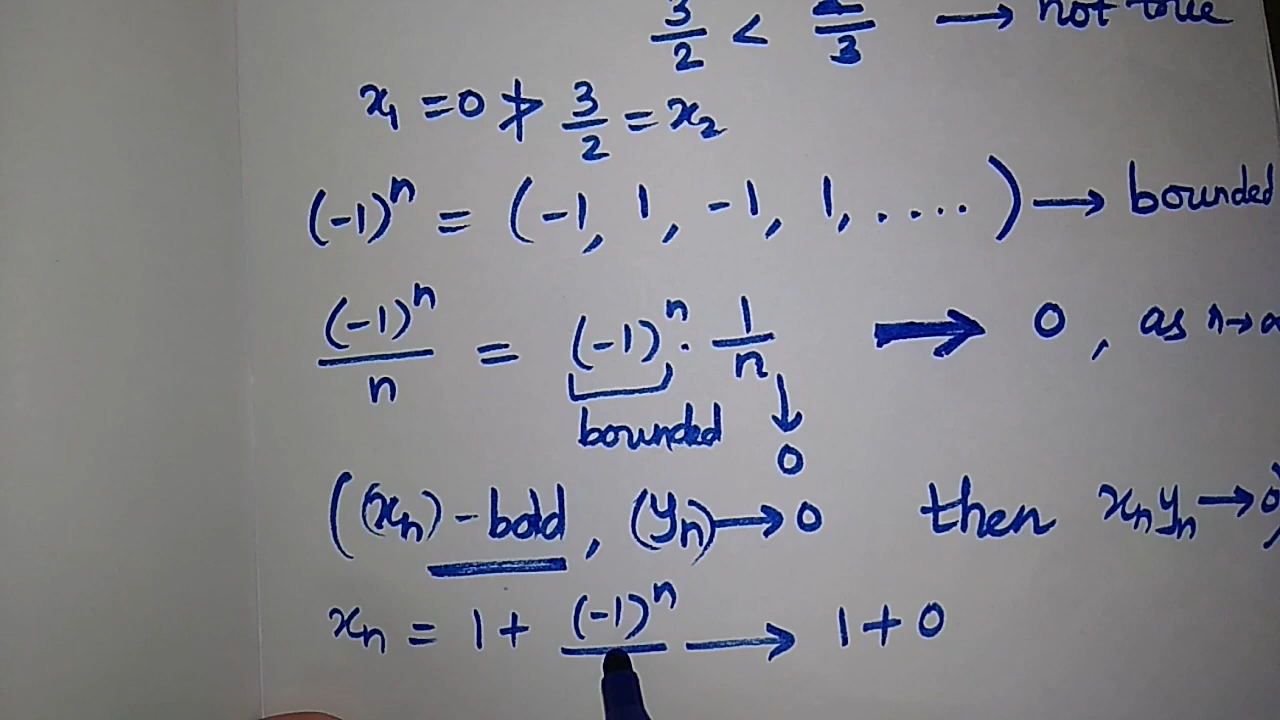 3/2 < 2/3 → not true
x₁ = 0 ≯ 3/2 = x₂
(-1)ⁿ = (-1, 1, -1, 1, ....) → bounded
(-1)ⁿ/n = (-1)ⁿ · 1/n → 0, as n→
bounded ↓ 0
((xₙ) - bdd, (yₙ) → 0 then xₙyₙ → 0)
xₙ = 1 + (-1)ⁿ → 1 + 0